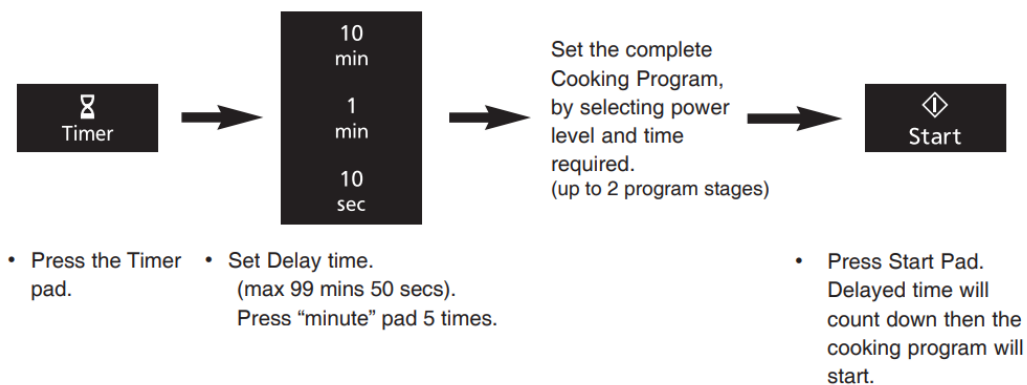 Timer
10
min
1
min
10
sec
Set the complete
Cooking Program,
by selecting power
level and time
required.
(up to 2 program stages)
Start
• Press the Timer
pad.
• Set Delay time.
(max 99 mins 50 secs).
Press “minute” pad 5 times.
• Press Start Pad.
Delayed time will
count down then the
cooking program will
start.